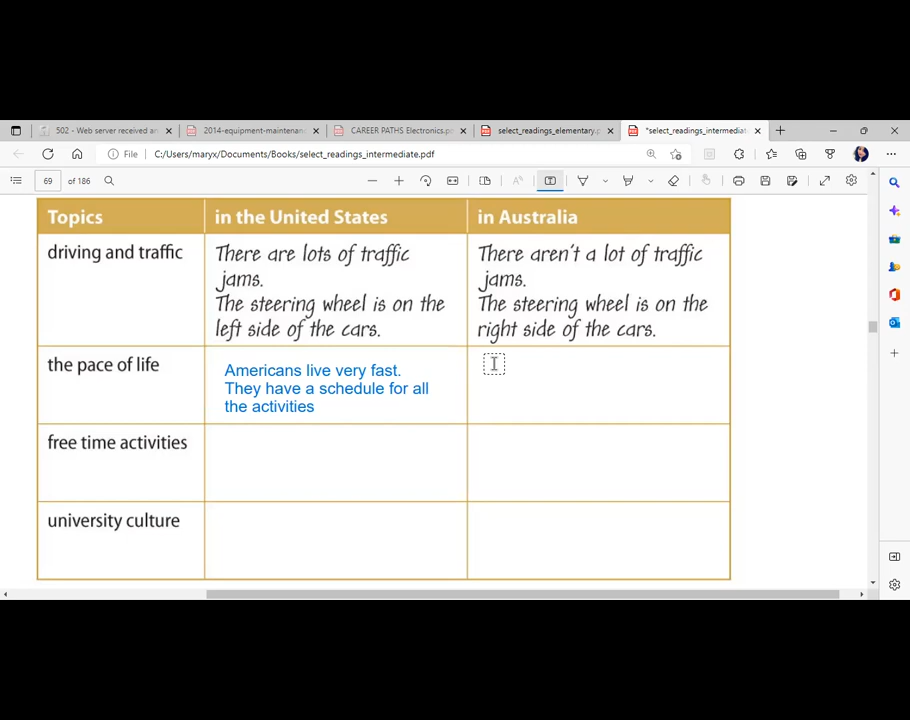 502 - Web server received an
2014-equipment-maintenan
CAREER PATHS Electronics.pc
select_readings_elementary.p
*select_readings_intermediate
File
C:/Users/maryx/Documents/Books/select_readings_intermediate.pdf
69 of 186
Topics
in the United States
in Australia
driving and traffic
There are lots of traffic
jams.
The steering wheel is on the
left side of the cars.
There aren't a lot of traffic
jams.
The steering wheel is on the
right side of the cars.
the pace of life
Americans live very fast.
They have a schedule for all
the activities
free time activities
university culture